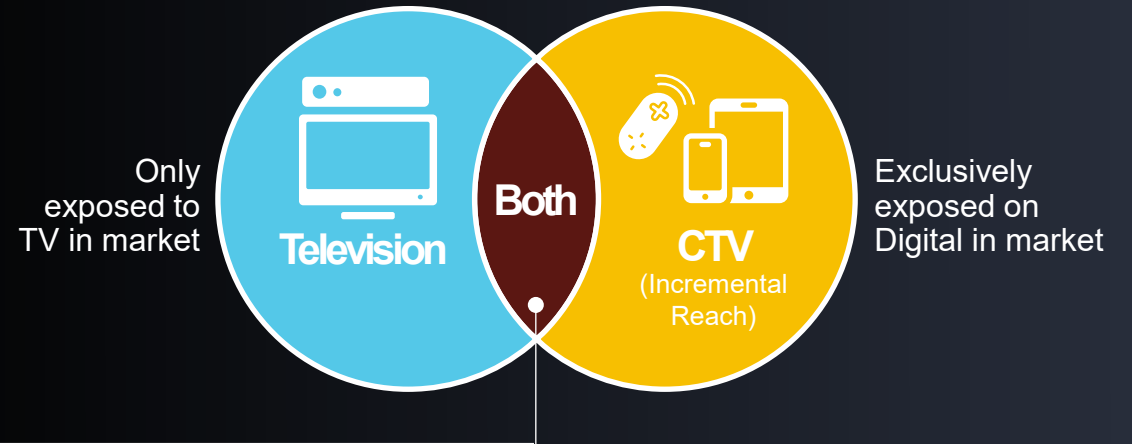 Only
exposed to
TV in market
Television
Both
CTV
(Incremental
Reach)
Exclusively
exposed on
Digital in market